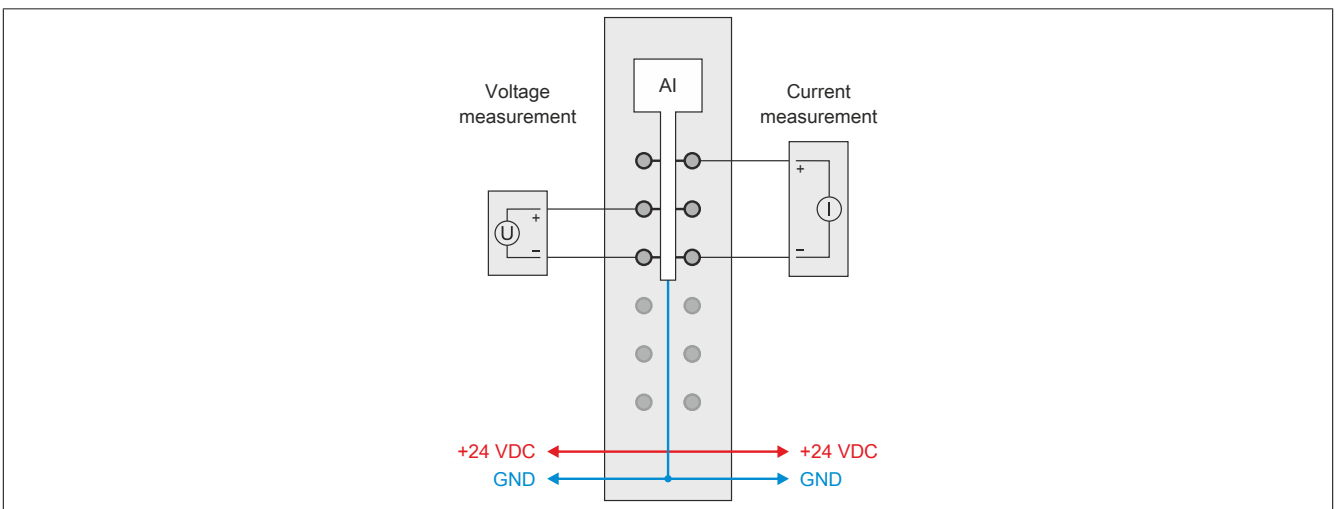 AI
Voltage
measurement
Current
measurement
+
+
U
I
−
−
+24 VDC
+24 VDC
GND
GND